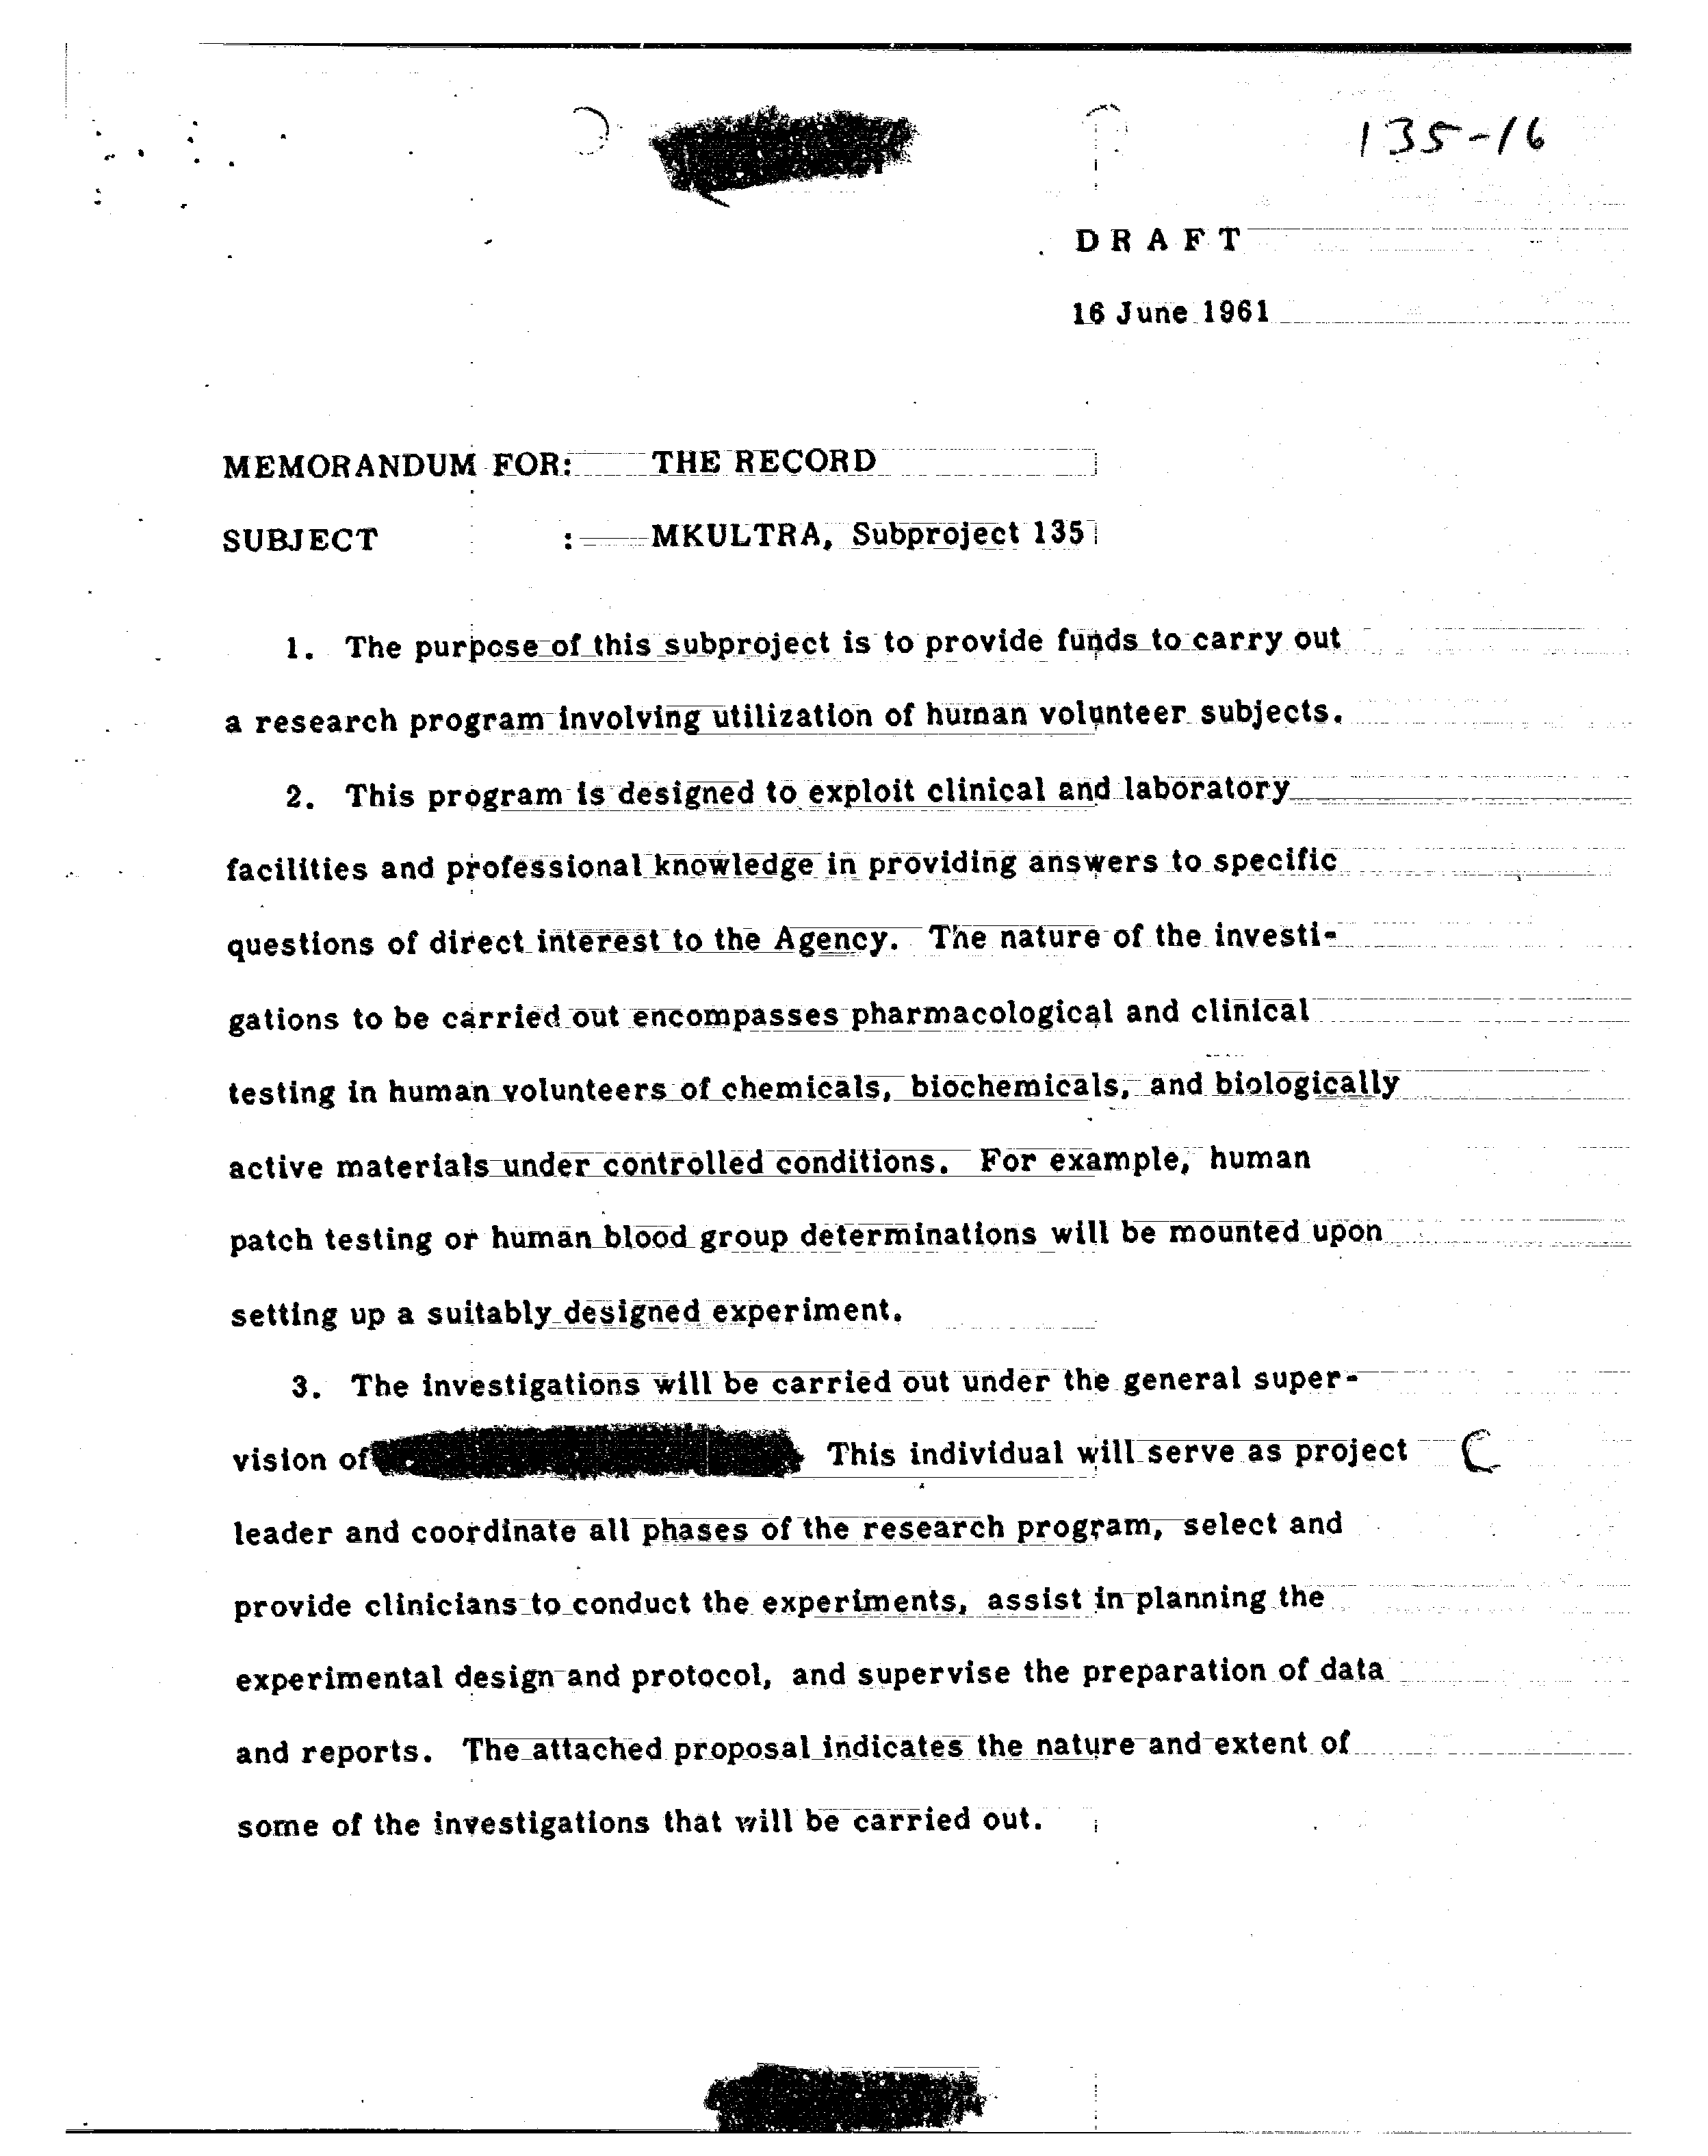 135-16
D R A F T
16 June 1961
MEMORANDUM FOR: THE RECORD
SUBJECT : MKULTRA, Subproject 135
1. The purpose of this subproject is to provide funds to carry out
a research program involving utilization of human volunteer subjects.
2. This program is designed to exploit clinical and laboratory
facilities and professional knowledge in providing answers to specific
questions of direct interest to the Agency. The nature of the investi-
gations to be carried out encompasses pharmacological and clinical
testing in human volunteers of chemicals, biochemicals, and biologically
active materials under controlled conditions. For example, human
patch testing or human blood group determinations will be mounted upon
setting up a suitably designed experiment.
3. The investigations will be carried out under the general super-
vision of This individual will serve as project C
leader and coordinate all phases of the research program, select and
provide clinicians to conduct the experiments, assist in planning the
experimental design and protocol, and supervise the preparation of data
and reports. The attached proposal indicates the nature and extent of
some of the investigations that will be carried out.